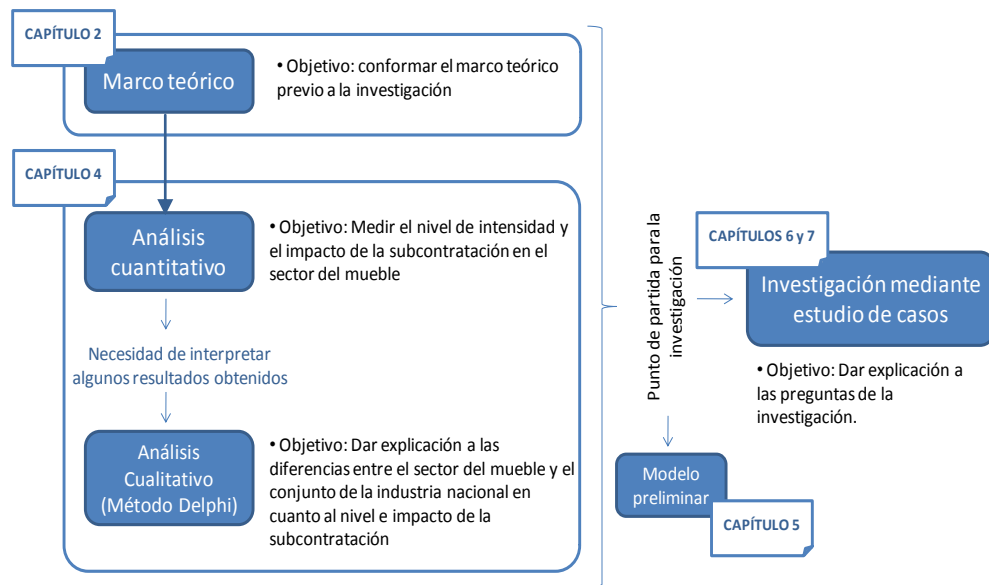 CAPÍTULO 2
Marco teórico
• Objetivo: conformar el marco teórico
previo a la investigación
CAPÍTULO 4
Análisis
cuantitativo
• Objetivo: Medir el nivel de intensidad y
el impacto de la subcontratación en el
sector del mueble
Necesidad de interpretar
algunos resultados obtenidos
Análisis
Cualitativo
(Método Delphi)
• Objetivo: Dar explicación a las
diferencias entre el sector del mueble y el
conjunto de la industria nacional en
cuanto al nivel e impacto de la
subcontratación
Punto de partida para la
investigación
CAPÍTULOS 6 y 7
Investigación mediante
estudio de casos
• Objetivo: Dar explicación a
las preguntas de la
investigación.
Modelo
preliminar
CAPÍTULO 5